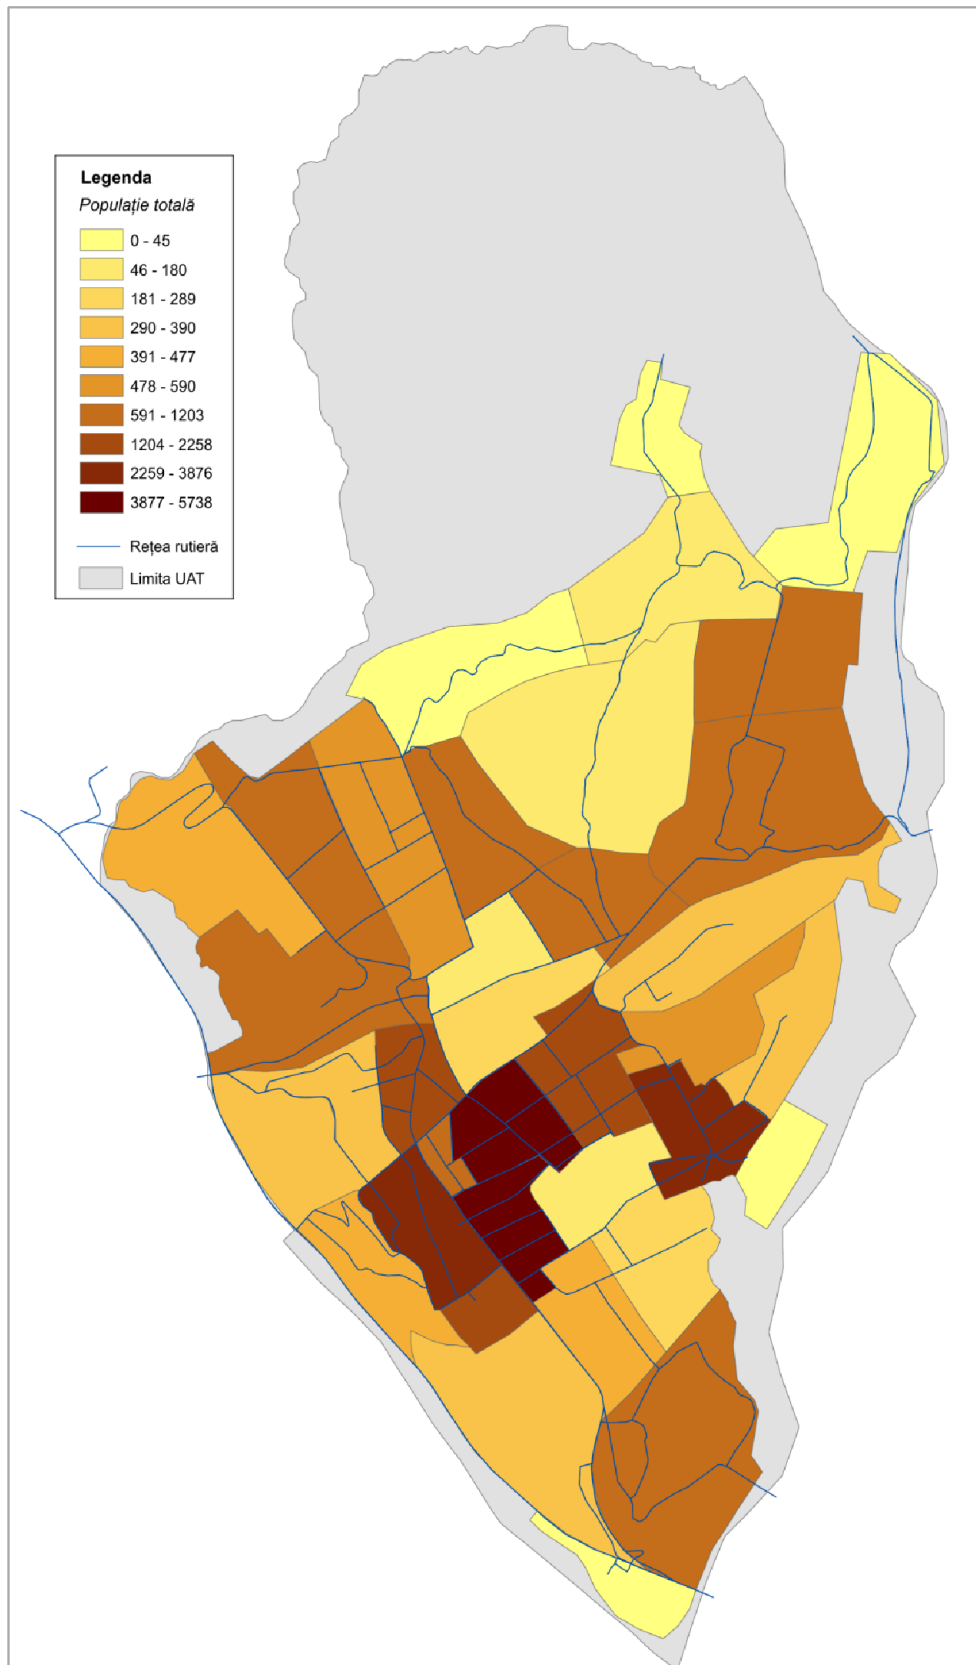 Legenda
Populație totală
0 - 45
46 - 180
181 - 289
290 - 390
391 - 477
478 - 590
591 - 1203
1204 - 2258
2259 - 3876
3877 - 5738
Rețea rutieră
Limita UAT